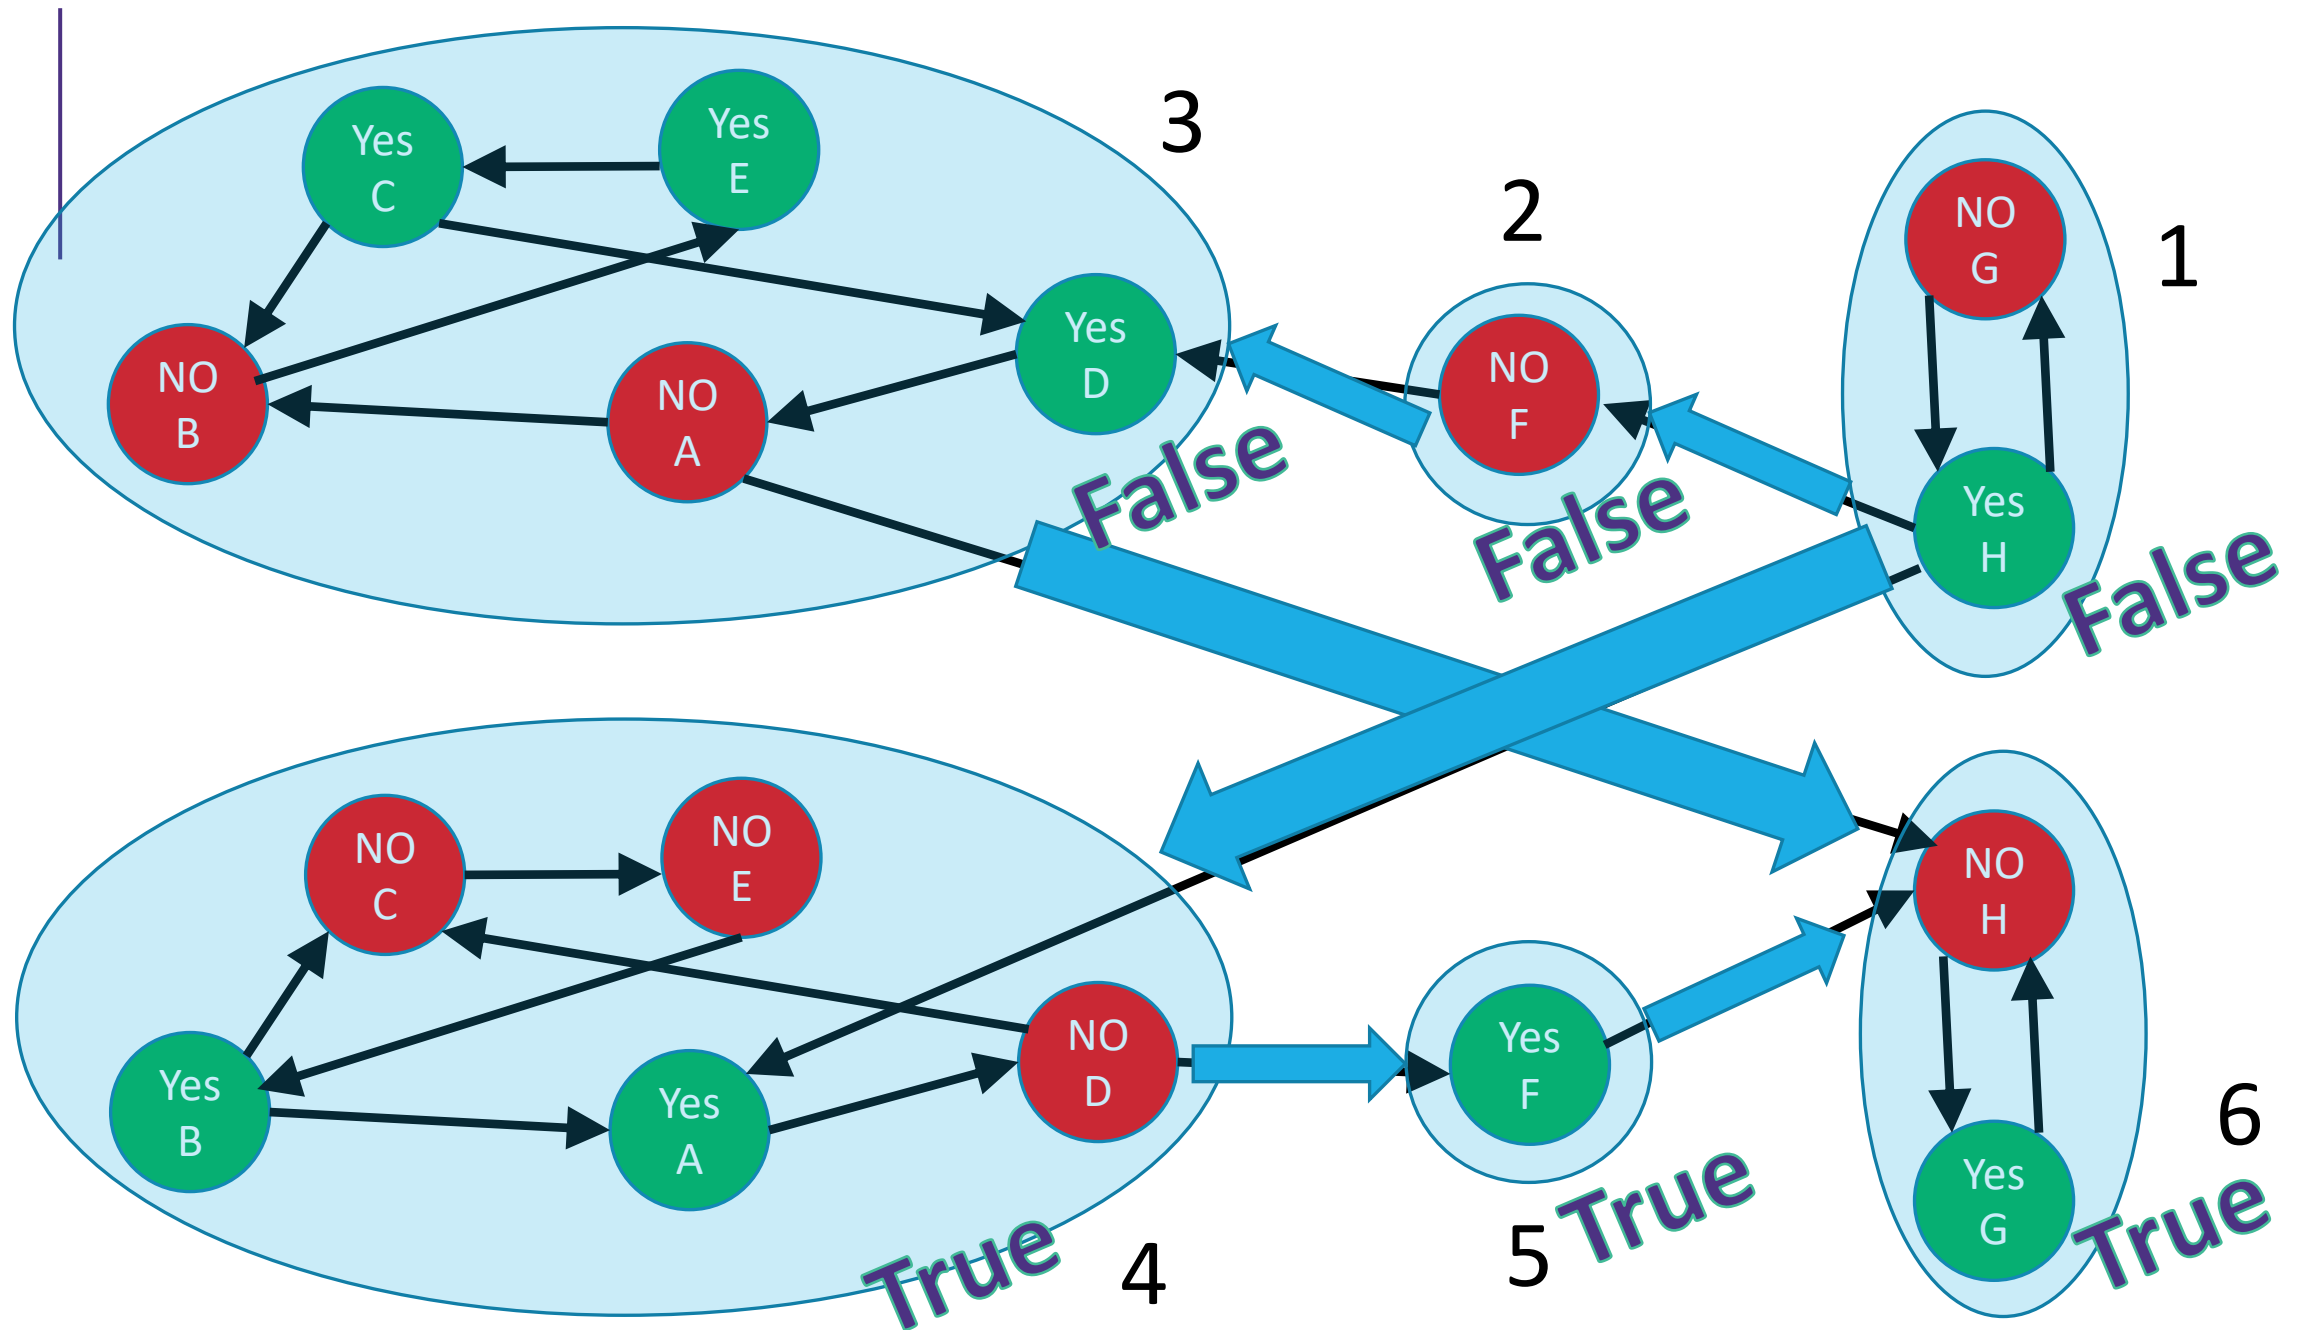 3
Yes
C
Yes
E
NO
B
NO
A
Yes
D
False
2
NO
F
False
1
NO
G
Yes
H
False
NO
C
NO
E
Yes
B
Yes
A
NO
D
True
4
Yes
F
5
True
NO
H
Yes
G
6
True